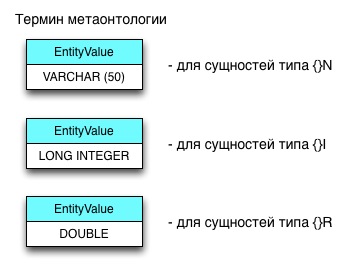 Термин метаонтологии
EntityValue
VARCHAR (50)
- для сущностей типа {}N
EntityValue
LONG INTEGER
- для сущностей типа {}I
EntityValue
DOUBLE
- для сущностей типа {}R